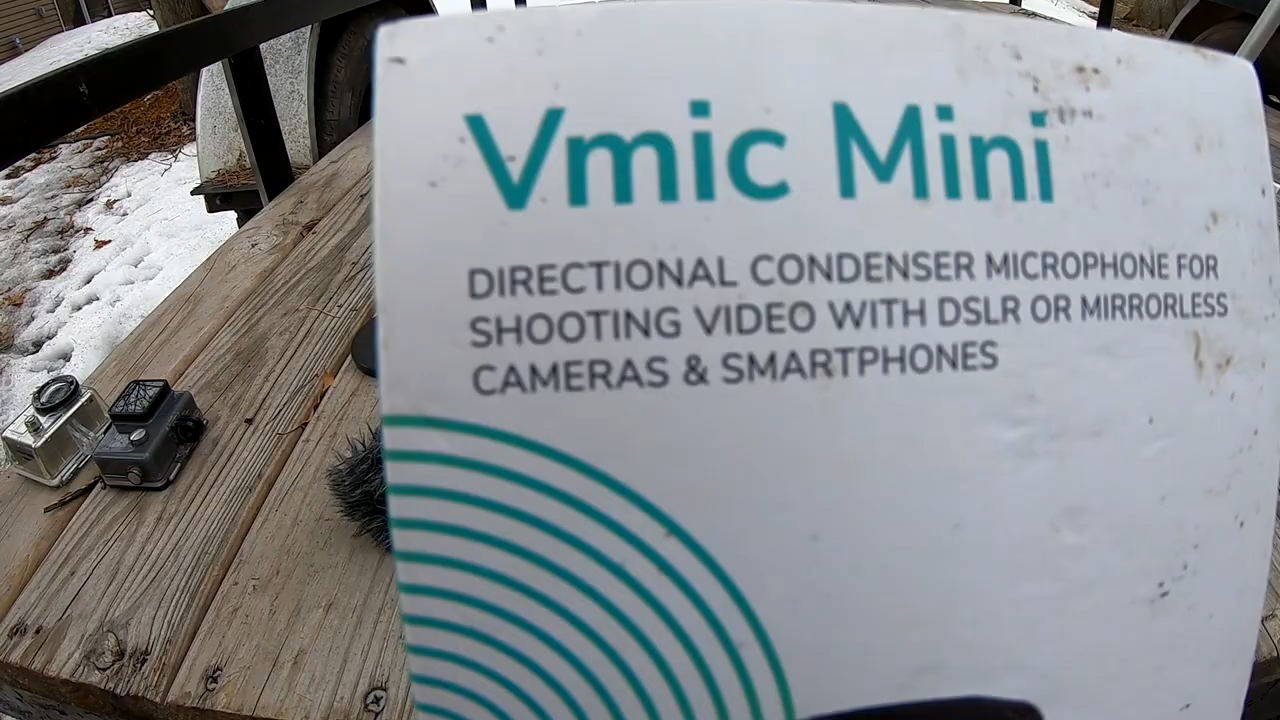 Vmic Mini
DIRECTIONAL CONDENSER MICROPHONE FOR
SHOOTING VIDEO WITH DSLR OR MIRRORLESS
CAMERAS & SMARTPHONES